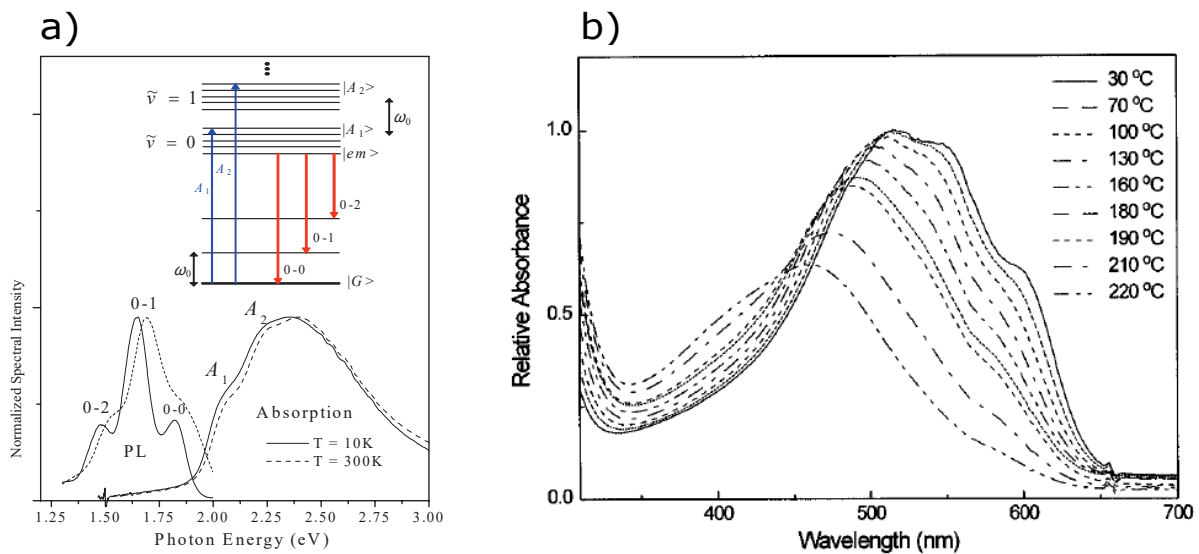 a)
b)
Normalized Spectral Intensity
ṽ = 1
ṽ = 0
|A₂>
|A₁>
|em>
ω₀
A₁
A₂
0-2
0-1
0-0
ω₀
|G>
0-1
0-2
0-0
PL
A₂
A₁
Absorption
T = 10K
T = 300K
1.25 1.50 1.75 2.00 2.25 2.50 2.75 3.00
Photon Energy (eV)
Relative Absorbance
1.0
0.5
0.0
30 °C
70 °C
100 °C
130 °C
160 °C
180 °C
190 °C
210 °C
220 °C
400 500 600 700
Wavelength (nm)